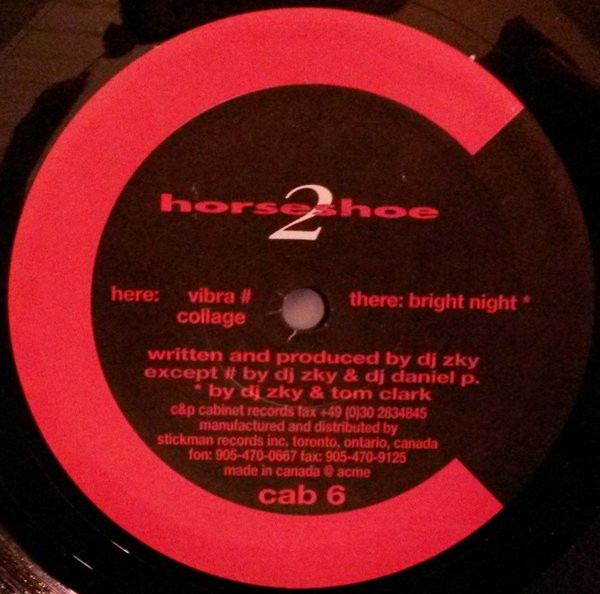 horseshoe
2
here: vibra # there: bright night *
collage
written and produced by dj zky
except # by dj zky & dj daniel p.
* by dj zky & tom clark
c&p cabinet records fax +49 (0)30 2834845
manufactured and distributed by
stickman records inc. toronto, ontario, canada
fon: 905-470-0667 fax: 905-470-9125
made in canada @ acme
cab 6